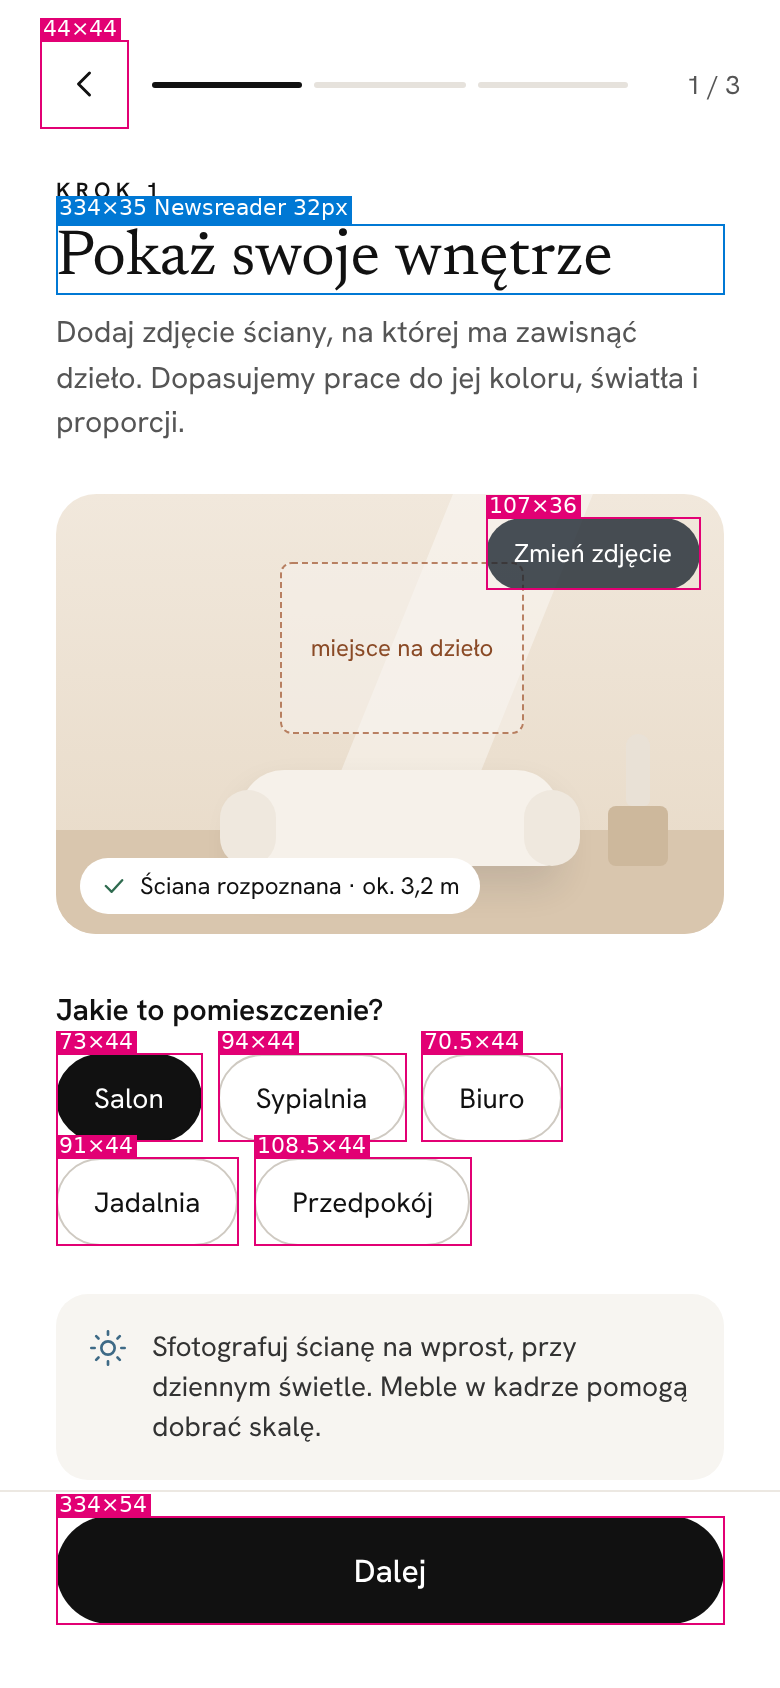 44×44
1 / 3
KROK 1
334×35 Newsreader 32px
Pokaż swoje wnętrze
Dodaj zdjęcie ściany, na której ma zawisnąć
dzieło. Dopasujemy prace do jej koloru, światła i
proporcji.
107×36
Zmień zdjęcie
miejsce na dzieło
Ściana rozpoznana · ok. 3,2 m
Jakie to pomieszczenie?
73×44 94×44 70.5×44
Salon Sypialnia Biuro
91×44 108.5×44
Jadalnia Przedpokój
Sfotografuj ścianę na wprost, przy
dziennym świetle. Meble w kadrze pomogą
dobrać skalę.
334×54
Dalej